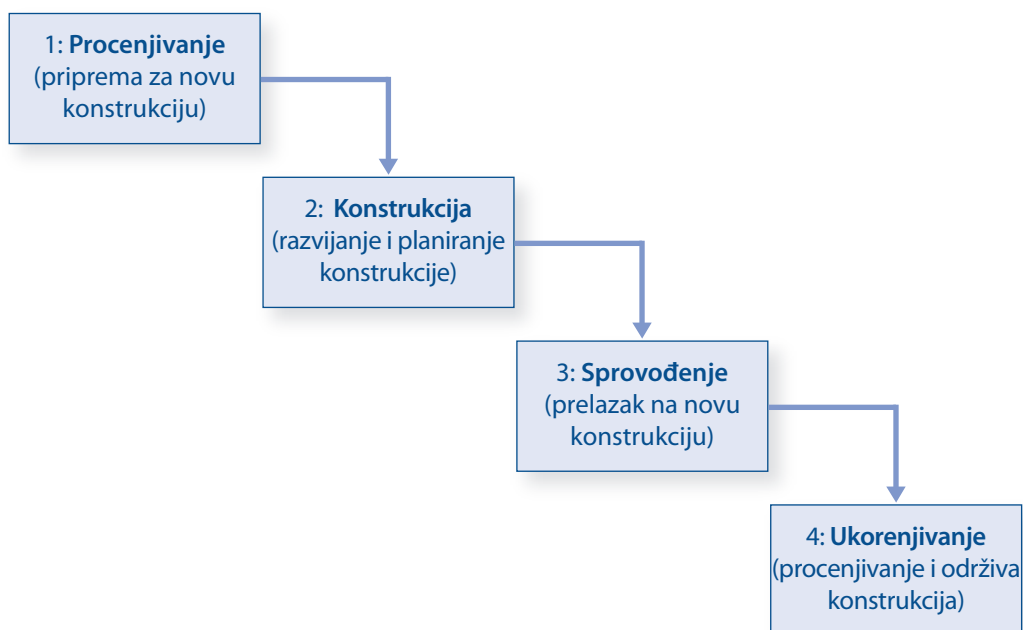 1: Procenjivanje
(priprema za novu
konstrukciju)
2: Konstrukcija
(razvijanje i planiranje
konstrukcije)
3: Sprovođenje
(prelazak na novu
konstrukciju)
4: Ukorenjivanje
(procenjivanje i održiva
konstrukcija)